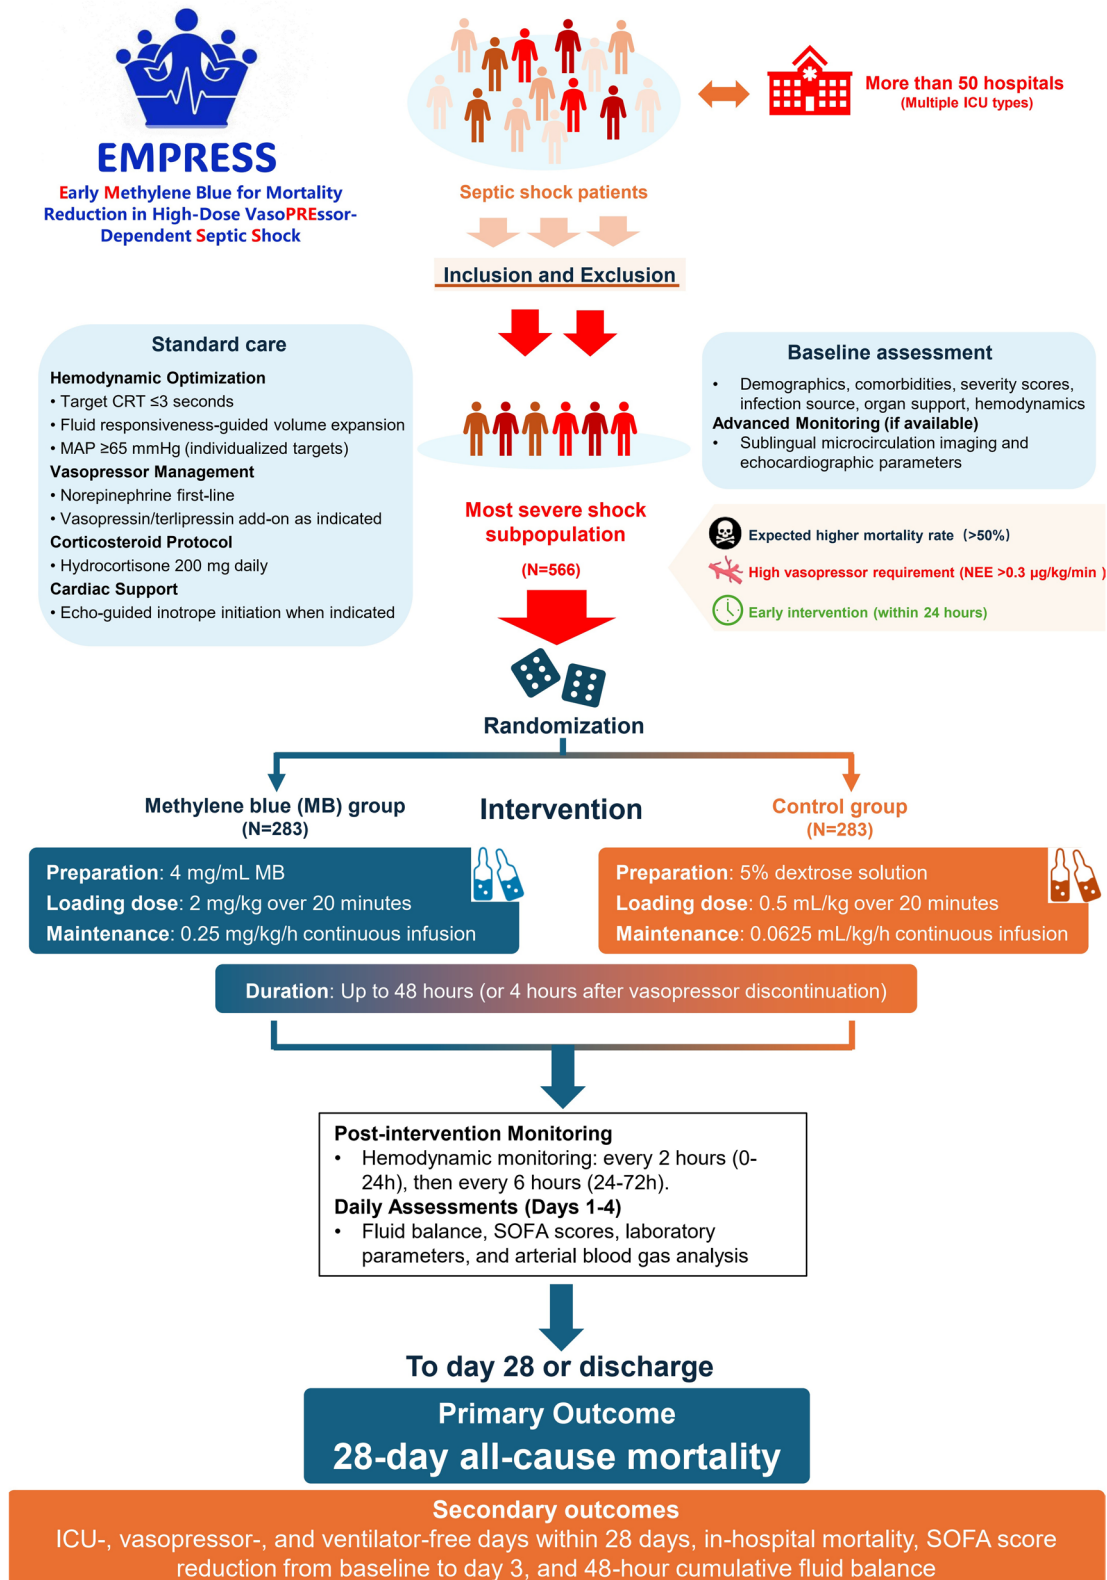 EMPRESS
Early Methylene Blue for Mortality
Reduction in High-Dose VasoPREssor-
Dependent Septic Shock
More than 50 hospitals
(Multiple ICU types)
Septic shock patients
Inclusion and Exclusion
Standard care
Hemodynamic Optimization
• Target CRT ≤3 seconds
• Fluid responsiveness-guided volume expansion
• MAP ≥65 mmHg (individualized targets)
Vasopressor Management
• Norepinephrine first-line
• Vasopressin/terlipressin add-on as indicated
Corticosteroid Protocol
• Hydrocortisone 200 mg daily
Cardiac Support
• Echo-guided inotrope initiation when indicated
Baseline assessment
• Demographics, comorbidities, severity scores,
infection source, organ support, hemodynamics
Advanced Monitoring (if available)
• Sublingual microcirculation imaging and
echocardiographic parameters
Most severe shock
subpopulation
(N=566)
Expected higher mortality rate (>50%)
High vasopressor requirement (NEE >0.3 μg/kg/min )
Early intervention (within 24 hours)
Randomization
Methylene blue (MB) group
(N=283)
Intervention
Control group
(N=283)
Preparation: 4 mg/mL MB
Loading dose: 2 mg/kg over 20 minutes
Maintenance: 0.25 mg/kg/h continuous infusion
Preparation: 5% dextrose solution
Loading dose: 0.5 mL/kg over 20 minutes
Maintenance: 0.0625 mL/kg/h continuous infusion
Duration: Up to 48 hours (or 4 hours after vasopressor discontinuation)
Post-intervention Monitoring
• Hemodynamic monitoring: every 2 hours (0-
24h), then every 6 hours (24-72h).
Daily Assessments (Days 1-4)
• Fluid balance, SOFA scores, laboratory
parameters, and arterial blood gas analysis
To day 28 or discharge
Primary Outcome
28-day all-cause mortality
Secondary outcomes
ICU-, vasopressor-, and ventilator-free days within 28 days, in-hospital mortality, SOFA score
reduction from baseline to day 3, and 48-hour cumulative fluid balance